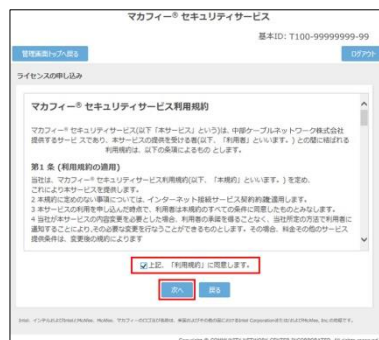 マカフィー® セキュリティサービス
基本ID: T100-99999999-99
管理画面トップへ戻る
ログアウト
ライセンスの申し込み
マカフィー® セキュリティサービス利用規約
マカフィー® セキュリティサービス(以下「本サービス」という)は、中部ケーブルネットワーク株式会社
提供するサービスであり、本サービスの提供を受ける者(以下、「利用者」といいます。)との間に結ばれる
利用規約は、以下の条項によるものとします。
第1 条 (利用規約の適用)
当社は、マカフィー® セキュリティサービス利用規約(以下、「本規約」といいます。)を定め、
これにより本サービスを提供します。
2 本規約に定めのない事項については、インターネット接続サービス契約約款を適用します。
3 本サービスの利用を申し込んだ時点で、利用者は本規約のすべての条件に同意したものとみなします。
4 当社が本サービスの内容変更を必要とした場合、利用者の承諾を得ることなく、当社所定の方法で利用者に
通知することにより、その必要な変更を行なうことができるものとします。その場合、料金その他のサービス
提供条件は、変更後の規約によります
上記、「利用規約」に同意します。
次へ
戻る